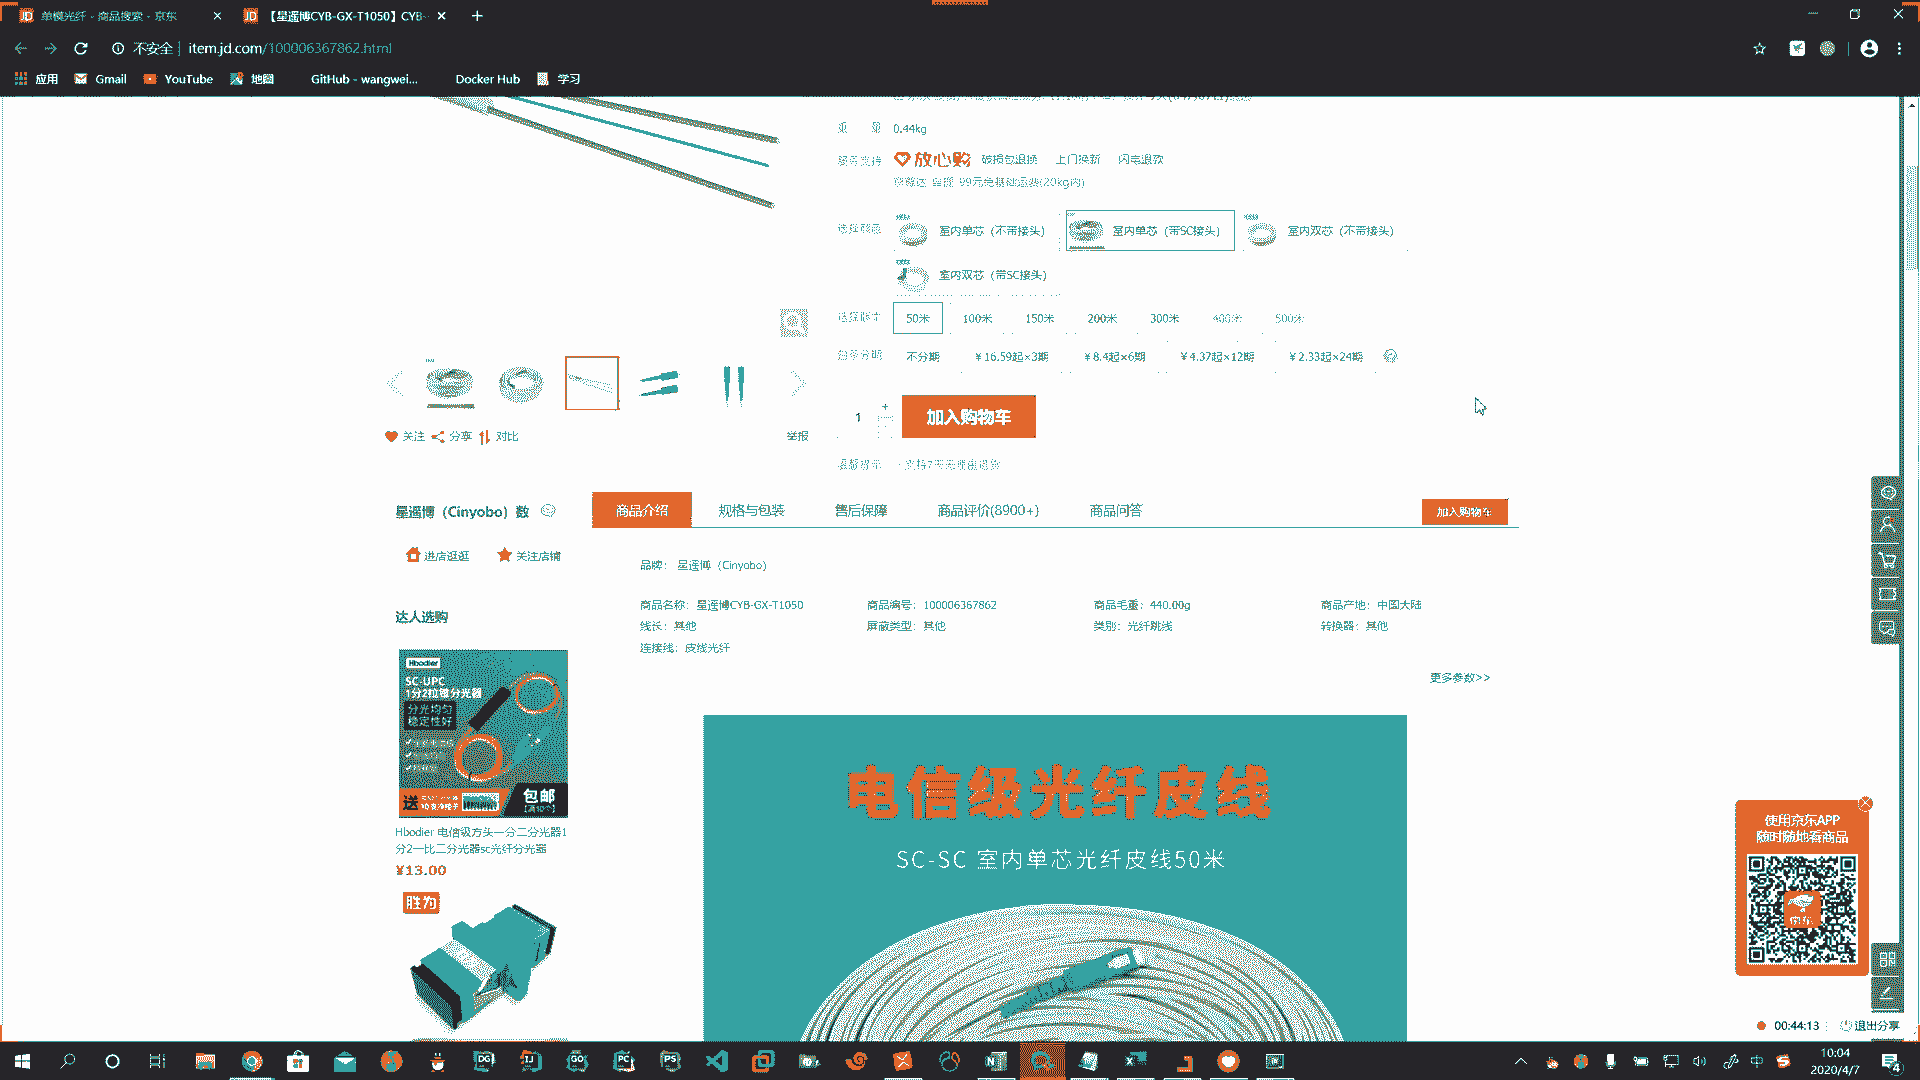 单模光纤 - 商品搜索 - 京东
【星遥博CYB-GX-T1050】CYB-
不安全 | item.jd.com/100006367862.html
应用 Gmail YouTube 地图 GitHub - wangwei... Docker Hub 学习
重 量 0.44kg
服务支持 放心购 破损包退换 上门换新 闪电退款
京尊达 自提 99元免基础运费(20kg内)
选择颜色 室内单芯（不带接头） 室内单芯（带SC接头） 室内双芯（不带接头）
室内双芯（带SC接头）
选择版本 50米 100米 150米 200米 300米 400米 500米
白条分期 不分期 ￥16.59起×3期 ￥8.4起×6期 ￥4.37起×12期 ￥2.33起×24期
1 + 加入购物车
关注 分享 对比 举报
温馨提示 ·支持7天无理由退货
星遥博（Cinyobo）数
商品介绍 规格与包装 售后保障 商品评价(8900+) 商品问答 加入购物车
进店逛逛 关注店铺
品牌： 星遥博（Cinyobo）
商品名称：星遥博CYB-GX-T1050 商品编号：100006367862 商品毛重：440.00g 商品产地：中国大陆
线长：其他 屏蔽类型：其他 类别：光纤跳线 转换器：其他
连接线：皮线光纤
更多参数>>
达人选购
Hbodier
SC-UPC
1分2拉锥分光器
分光均匀
稳定性好
送
包邮
Hbodier 电信级方头一分二分光器1
分2一比二分光器sc光纤分光器
¥13.00
胜为
电信级光纤皮线
SC-SC 室内单芯光纤皮线50米
使用京东APP
随时随地看商品
京东
00:44:13 退出分享
中
10:04
2020/4/7
4